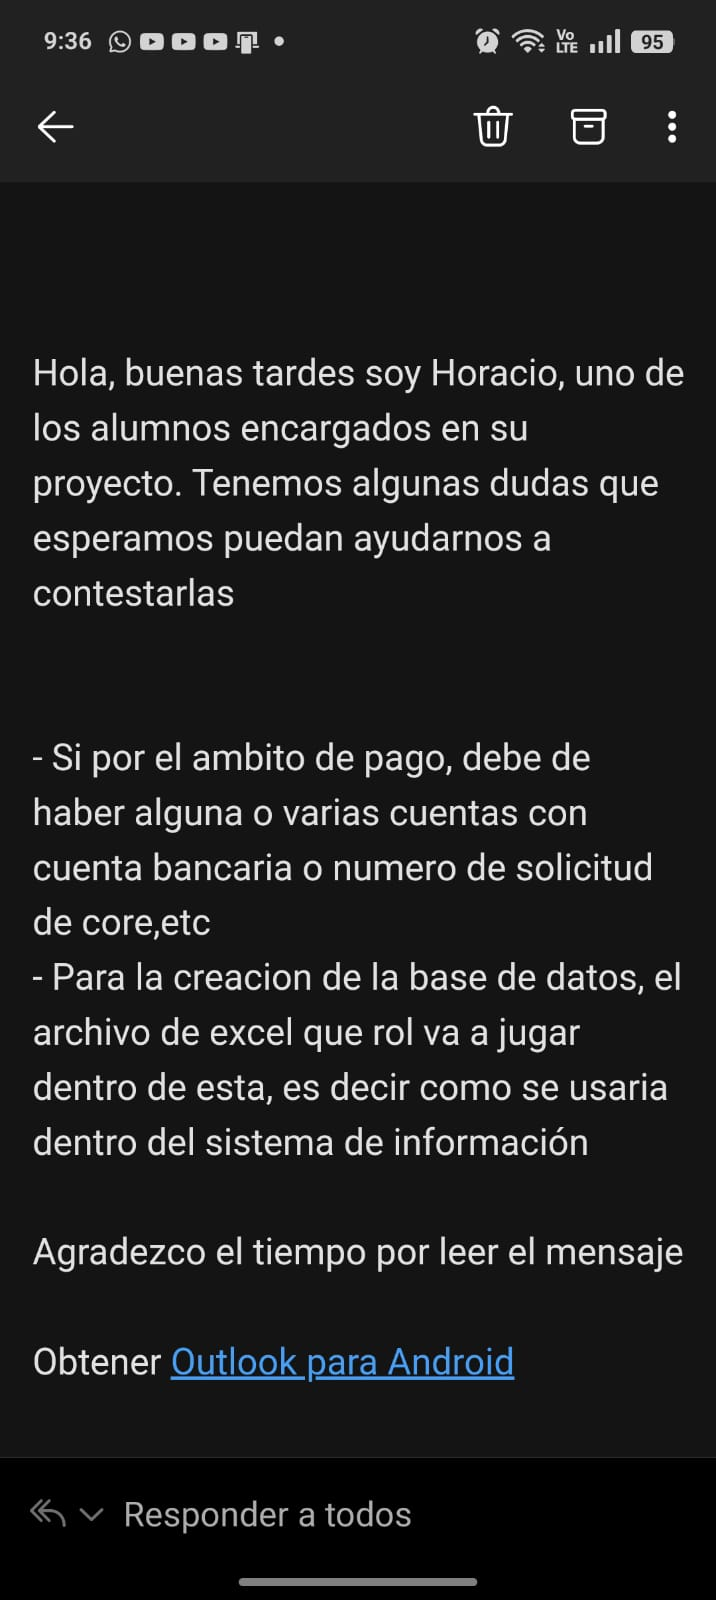 9:36
Vo
LTE
95
Hola, buenas tardes soy Horacio, uno de
los alumnos encargados en su
proyecto. Tenemos algunas dudas que
esperamos puedan ayudarnos a
contestarlas
- Si por el ambito de pago, debe de
haber alguna o varias cuentas con
cuenta bancaria o numero de solicitud
de core,etc
- Para la creacion de la base de datos, el
archivo de excel que rol va a jugar
dentro de esta, es decir como se usaria
dentro del sistema de información
Agradezco el tiempo por leer el mensaje
Obtener Outlook para Android
Responder a todos